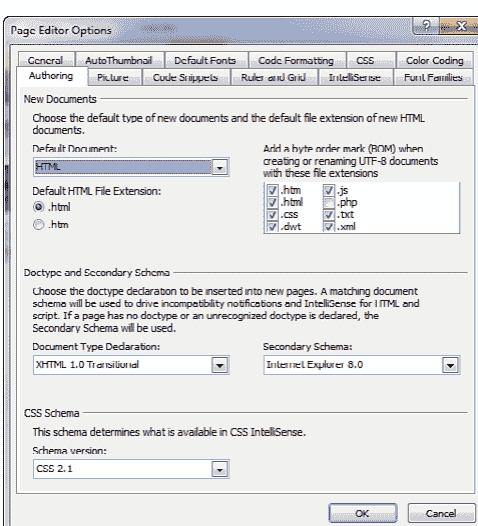 Page Editor Options
General AutoThumbnail Default Fonts Code Formatting CSS Color Coding
Authoring Picture Code Snippets Ruler and Grid IntelliSense Font Families
New Documents
Choose the default type of new documents and the default file extension of new HTML
documents.
Default Document:
HTML
Default HTML File Extension:
.html
.htm
Add a byte order mark (BOM) when
creating or renaming UTF-8 documents
with these file extensions
.htm .js
.html .php
.css .txt
.dwt .xml
Doctype and Secondary Schema
Choose the doctype declaration to be inserted into new pages. A matching document
schema will be used to drive incompatibility notifications and IntelliSense for HTML and
script. If a page has no doctype or an unrecognized doctype is declared, the
Secondary Schema will be used.
Document Type Declaration:
XHTML 1.0 Transitional
Secondary Schema:
Internet Explorer 8.0
CSS Schema
This schema determines what is available in CSS IntelliSense.
Schema version:
CSS 2.1
OK Cancel